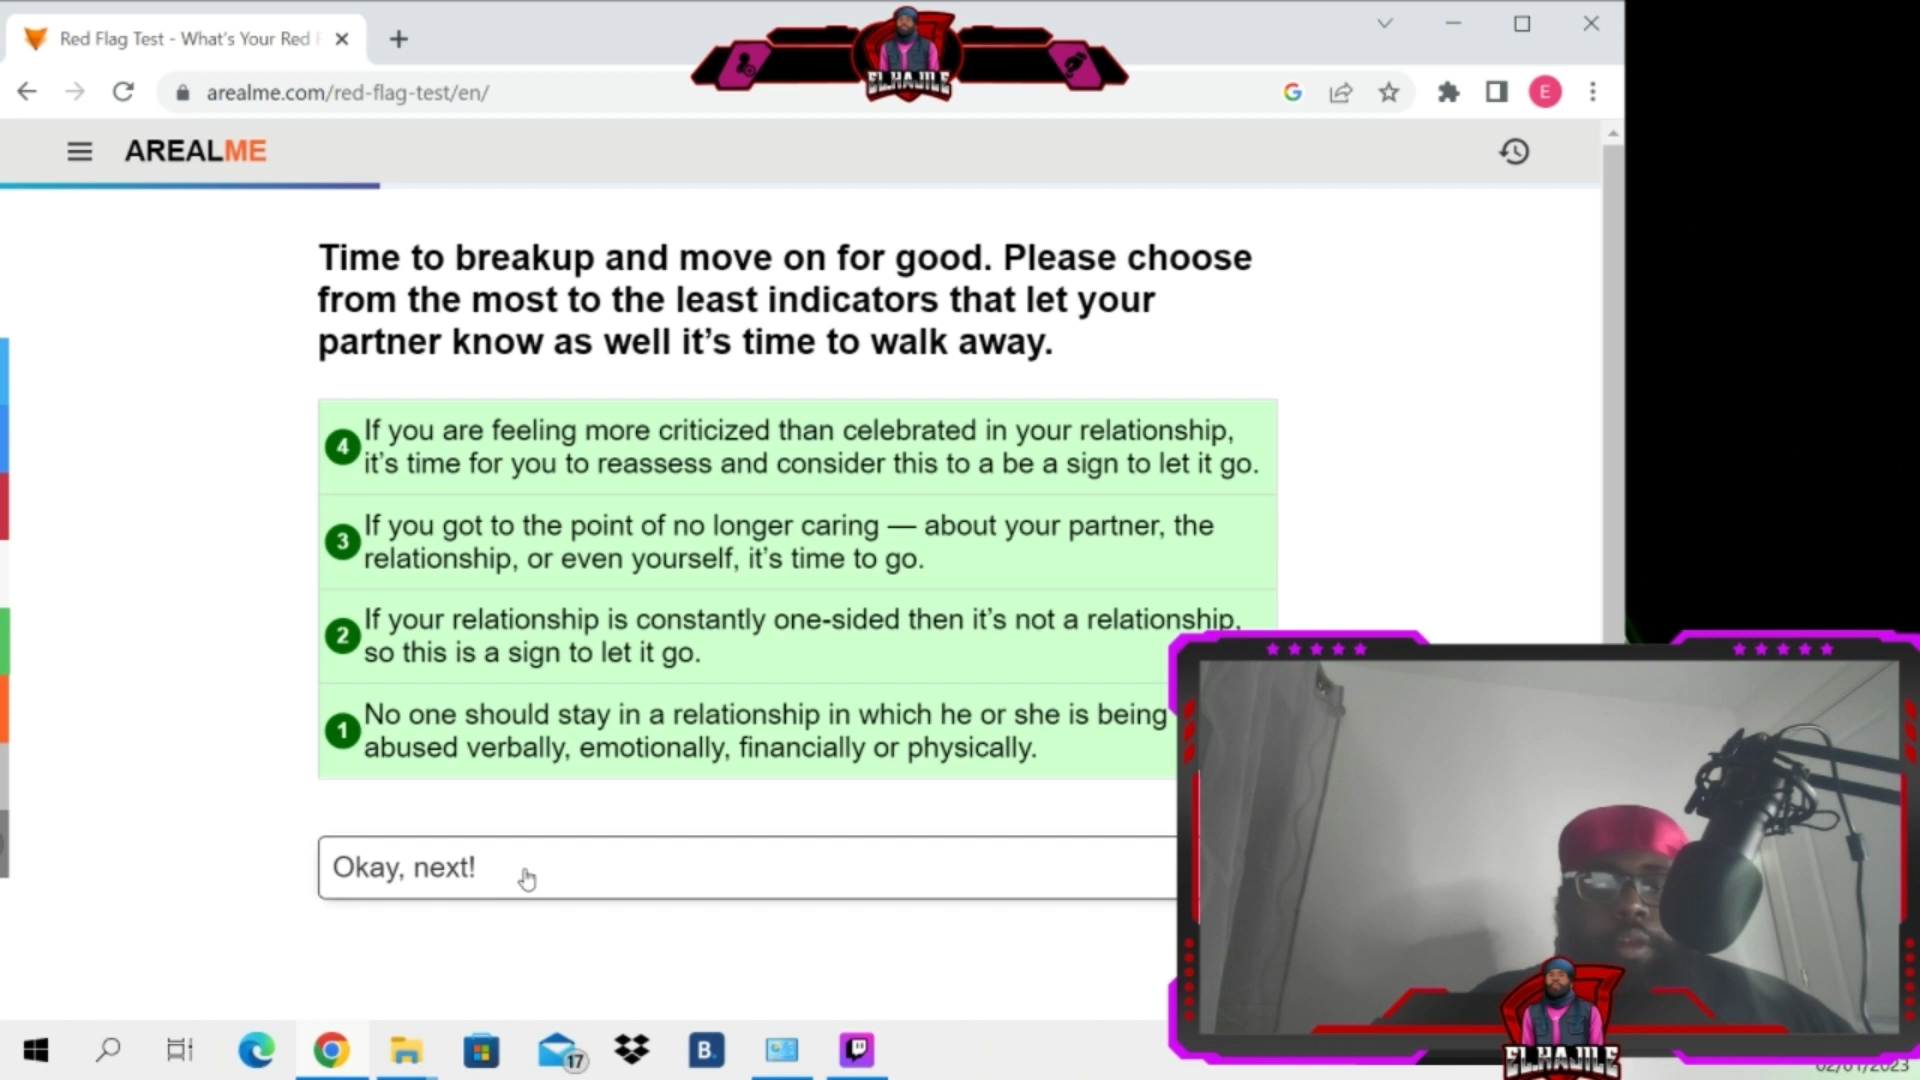 Red Flag Test - What's Your Red F
EL.HAJILE
arealme.com/red-flag-test/en/
E
AREALME
Time to breakup and move on for good. Please choose
from the most to the least indicators that let your
partner know as well it's time to walk away.
4
If you are feeling more criticized than celebrated in your relationship,
it's time for you to reassess and consider this to a be a sign to let it go.
3
If you got to the point of no longer caring — about your partner, the
relationship, or even yourself, it's time to go.
2
If your relationship is constantly one-sided then it's not a relationship,
so this is a sign to let it go.
1
No one should stay in a relationship in which he or she is being
abused verbally, emotionally, financially or physically.
Okay, next!
17
B.
EL.HAJILE
02/01/2023